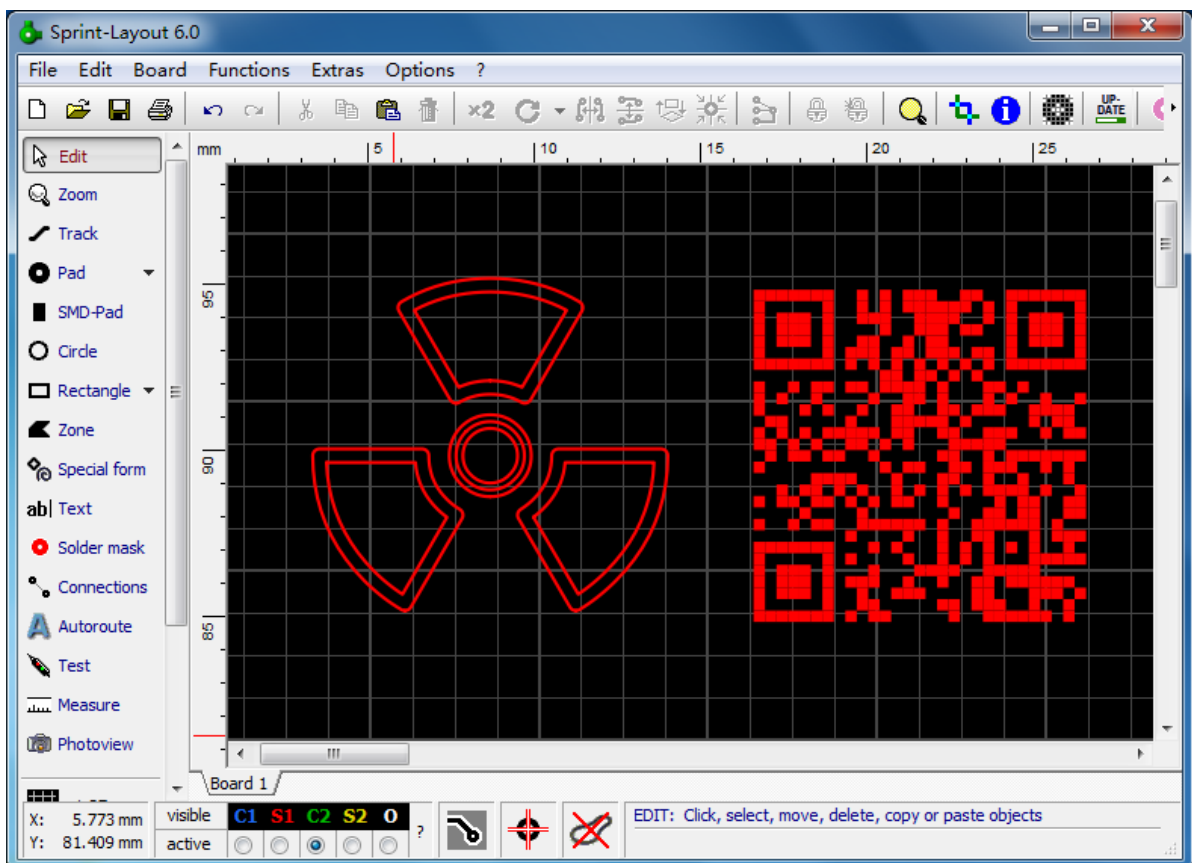 Sprint-Layout 6.0
File Edit Board Functions Extras Options ?
x2 UP-DATE
mm 5 10 15 20 25
Edit
Zoom
Track
Pad
SMD-Pad
Circle
Rectangle
Zone
Special form
ab| Text
Solder mask
Connections
Autoroute
Test
Measure
Photoview
95
90
85
Board 1
X: 5.773 mm visible C1 S1 C2 S2 O ? EDIT: Click, select, move, delete, copy or paste objects
Y: 81.409 mm active